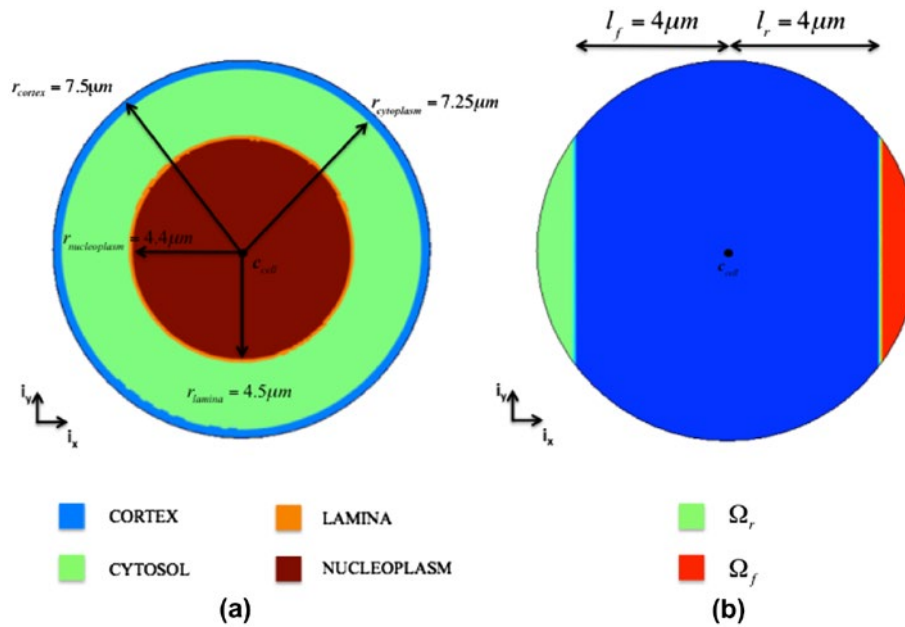 l_f = 4μm
l_r = 4μm
r_cortex = 7.5μm
r_cytoplasm = 7.25μm
r_nucleoplasm = 4.4μm
c_cell
c_cell
r_lamina = 4.5μm
i_y
i_x
i_y
i_x
CORTEX
LAMINA
Ω_r
CYTOSOL
NUCLEOPLASM
Ω_f
(a)
(b)